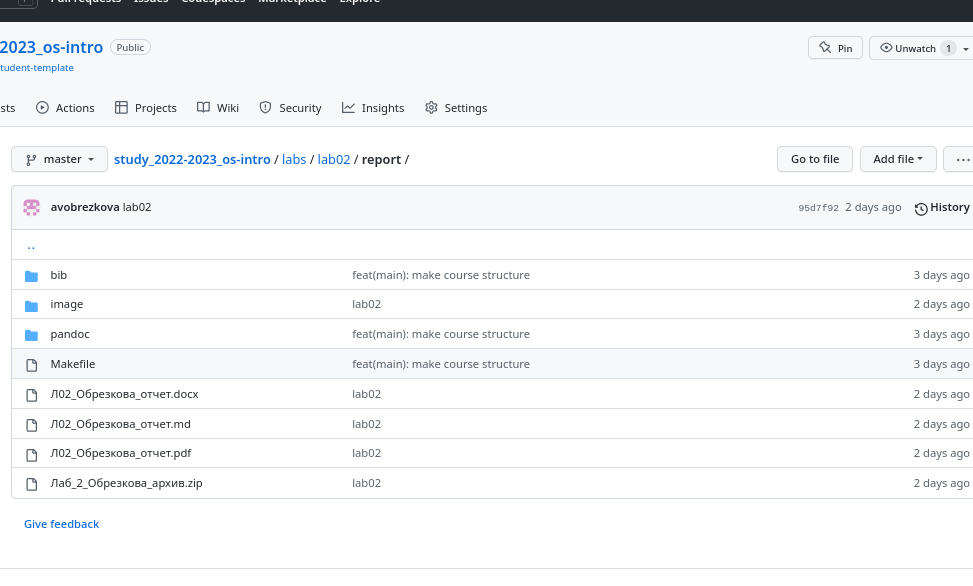 Pull requests Issues Codespaces Marketplace Explore
2023_os-intro Public
Pin Unwatch 1
tudent-template
sts Actions Projects Wiki Security Insights Settings
master study_2022-2023_os-intro / labs / lab02 / report / Go to file Add file ...
avobrezkova lab02 95d7f92 2 days ago History
..
bib feat(main): make course structure 3 days ago
image lab02 2 days ago
pandoc feat(main): make course structure 3 days ago
Makefile feat(main): make course structure 3 days ago
Л02_Обрезкова_отчет.docx lab02 2 days ago
Л02_Обрезкова_отчет.md lab02 2 days ago
Л02_Обрезкова_отчет.pdf lab02 2 days ago
Лаб_2_Обрезкова_архив.zip lab02 2 days ago
Give feedback